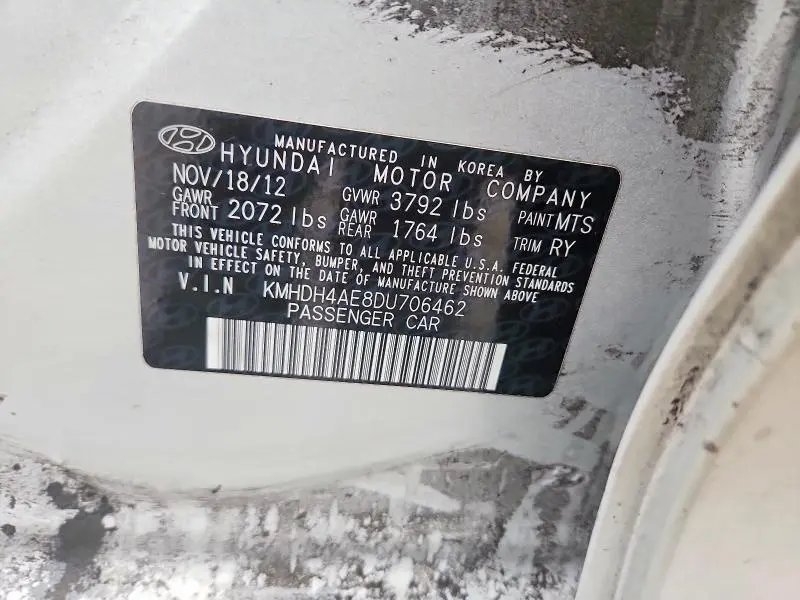 MANUFACTURED IN KOREA BY
HYUNDAI MOTOR COMPANY
NOV/18/12 GVWR 3792 lbs PAINT MTS
GAWR FRONT 2072 lbs GAWR REAR 1764 lbs TRIM RY
THIS VEHICLE CONFORMS TO ALL APPLICABLE U.S.A. FEDERAL
MOTOR VEHICLE SAFETY, BUMPER, AND THEFT PREVENTION STANDARDS
IN EFFECT ON THE DATE OF MANUFACTURE SHOWN ABOVE
V.I.N KMHDH4AE8DU706462
PASSENGER CAR